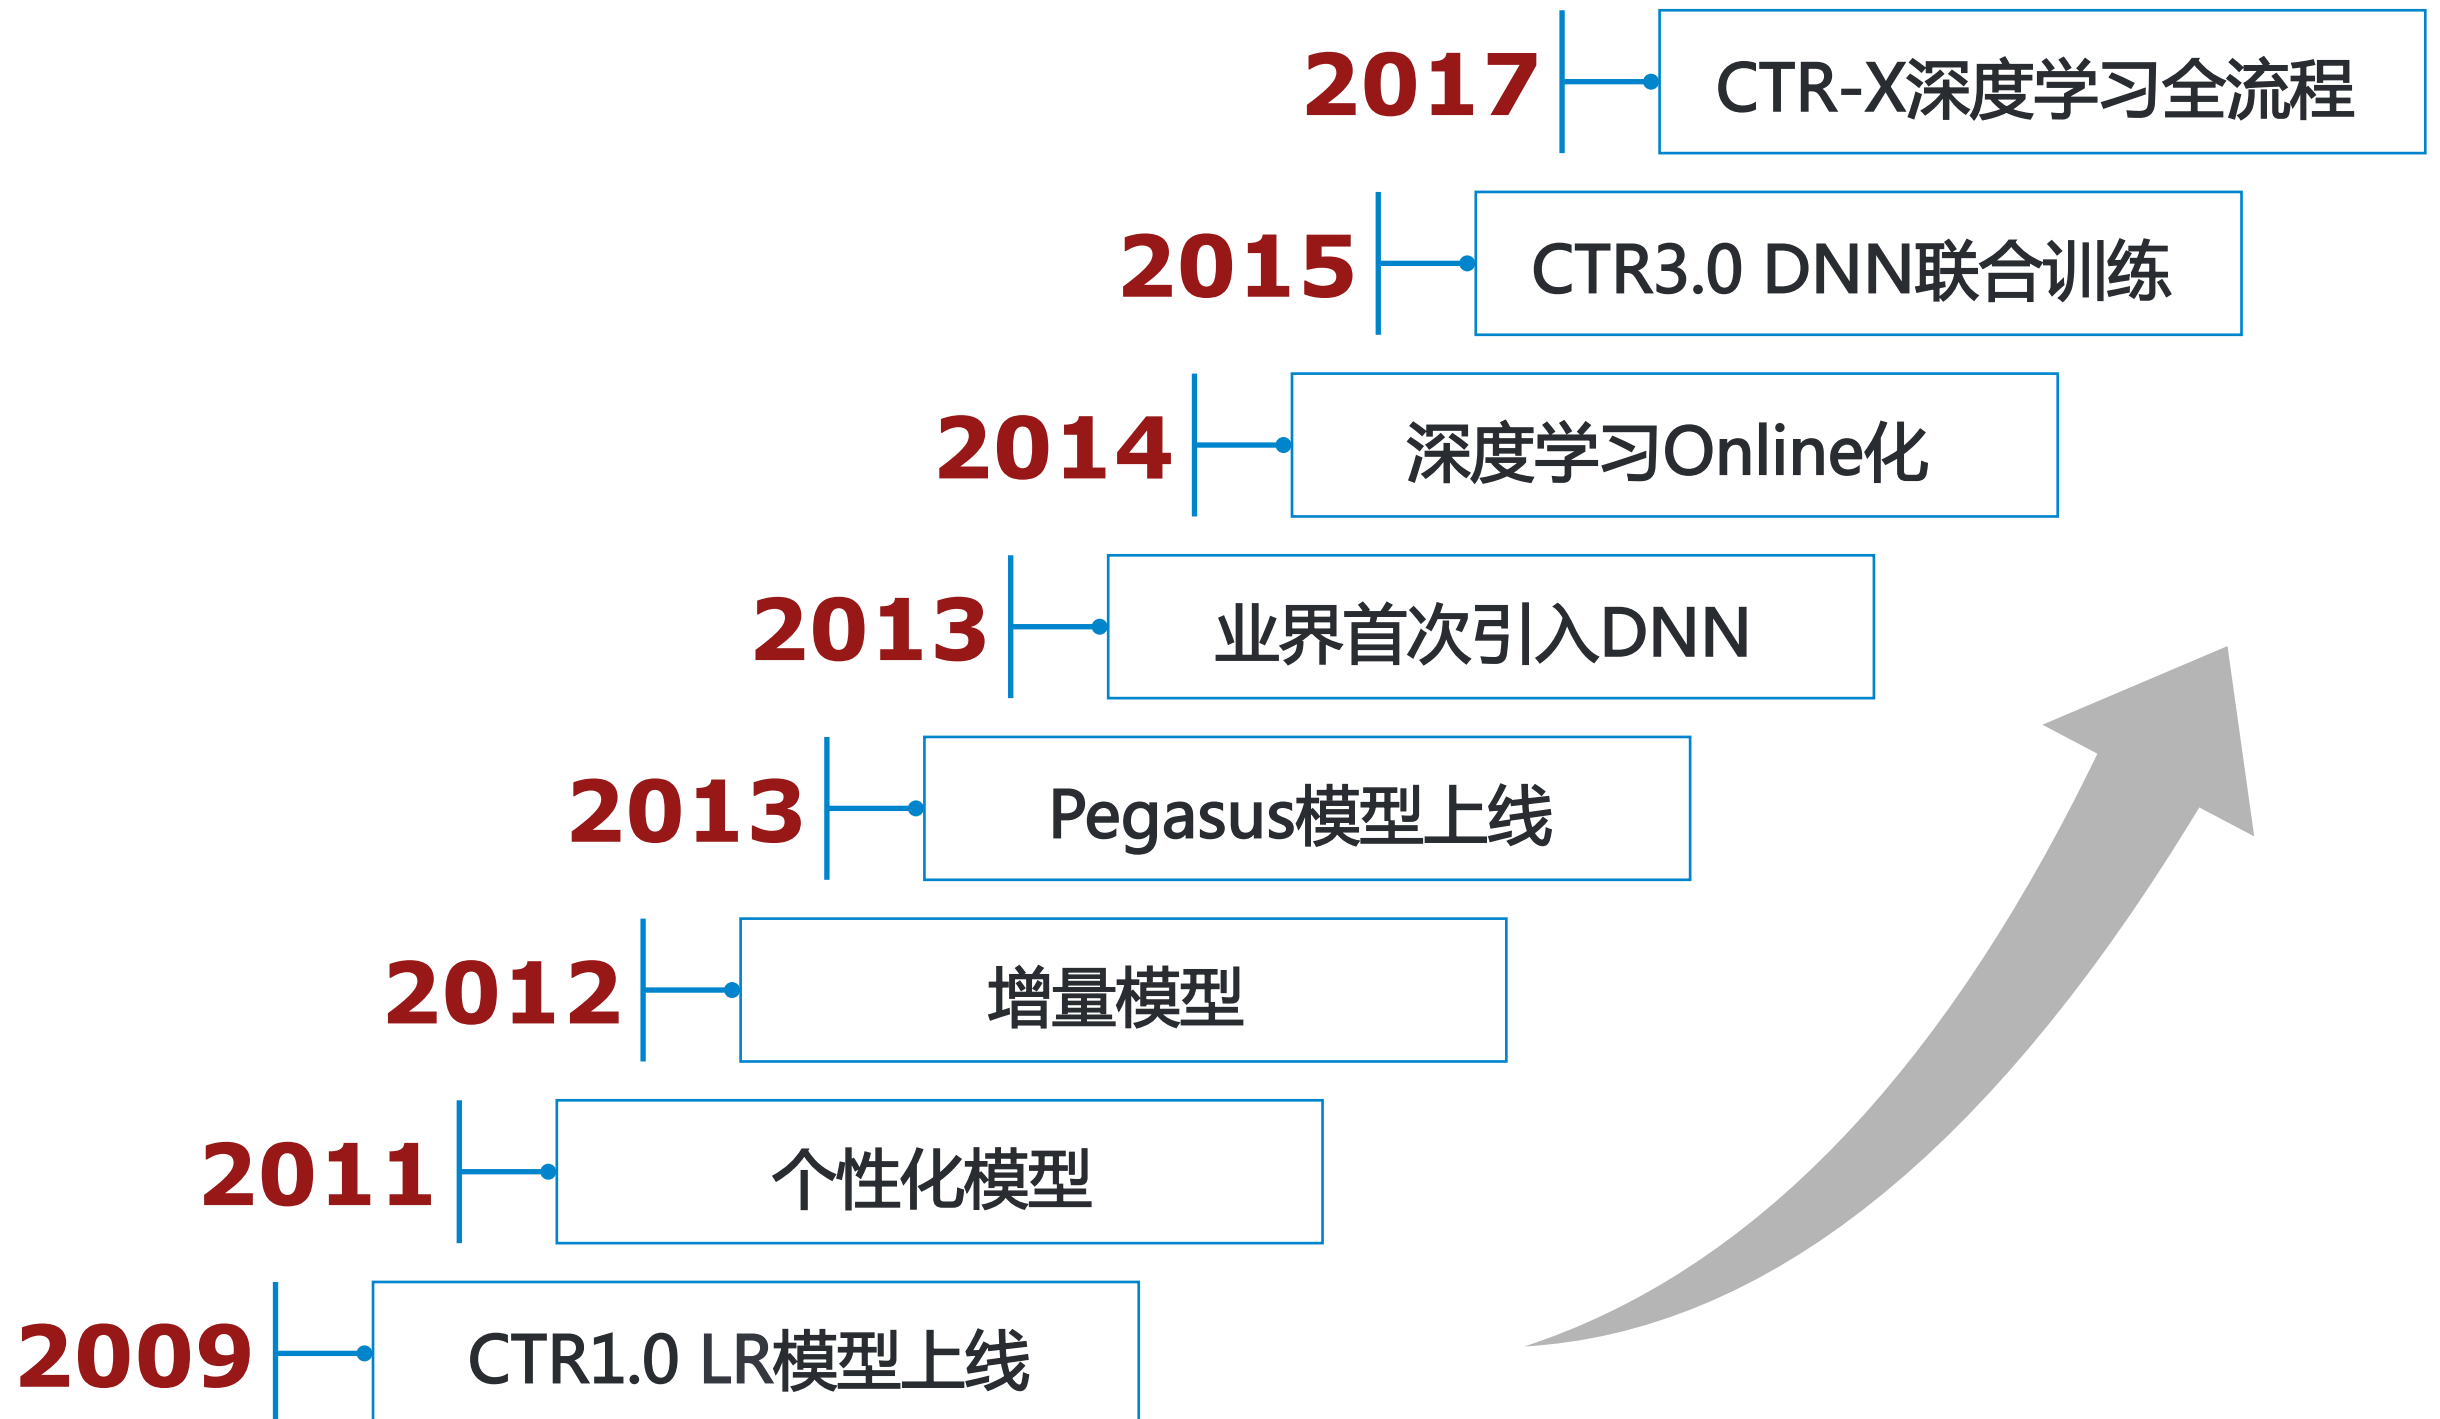 2017 CTR-X深度学习全流程
2015 CTR3.0 DNN联合训练
2014 深度学习Online化
2013 业界首次引入DNN
2013 Pegasus模型上线
2012 增量模型
2011 个性化模型
2009 CTR1.0 LR模型上线